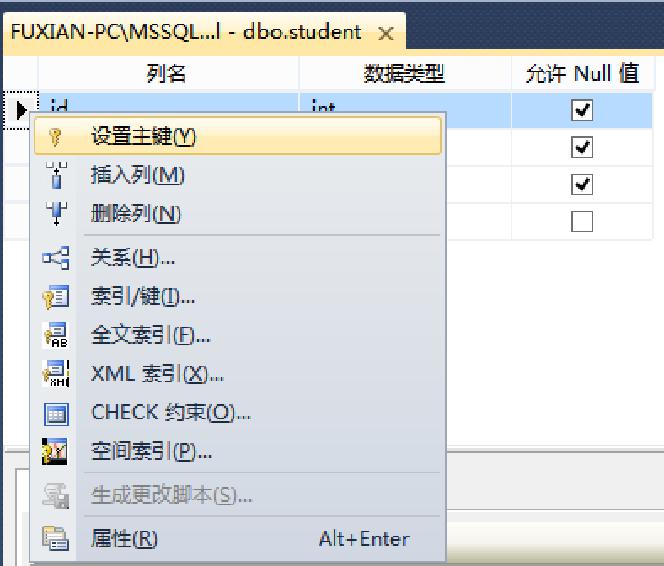 FUXIAN-PC\MSSQL...l - dbo.student
列名 数据类型 允许 Null 值
id int
设置主键(Y)
插入列(M)
删除列(N)
关系(H)...
索引/键(I)...
全文索引(F)...
XML 索引(X)...
CHECK 约束(O)...
空间索引(P)...
生成更改脚本(S)...
属性(R) Alt+Enter